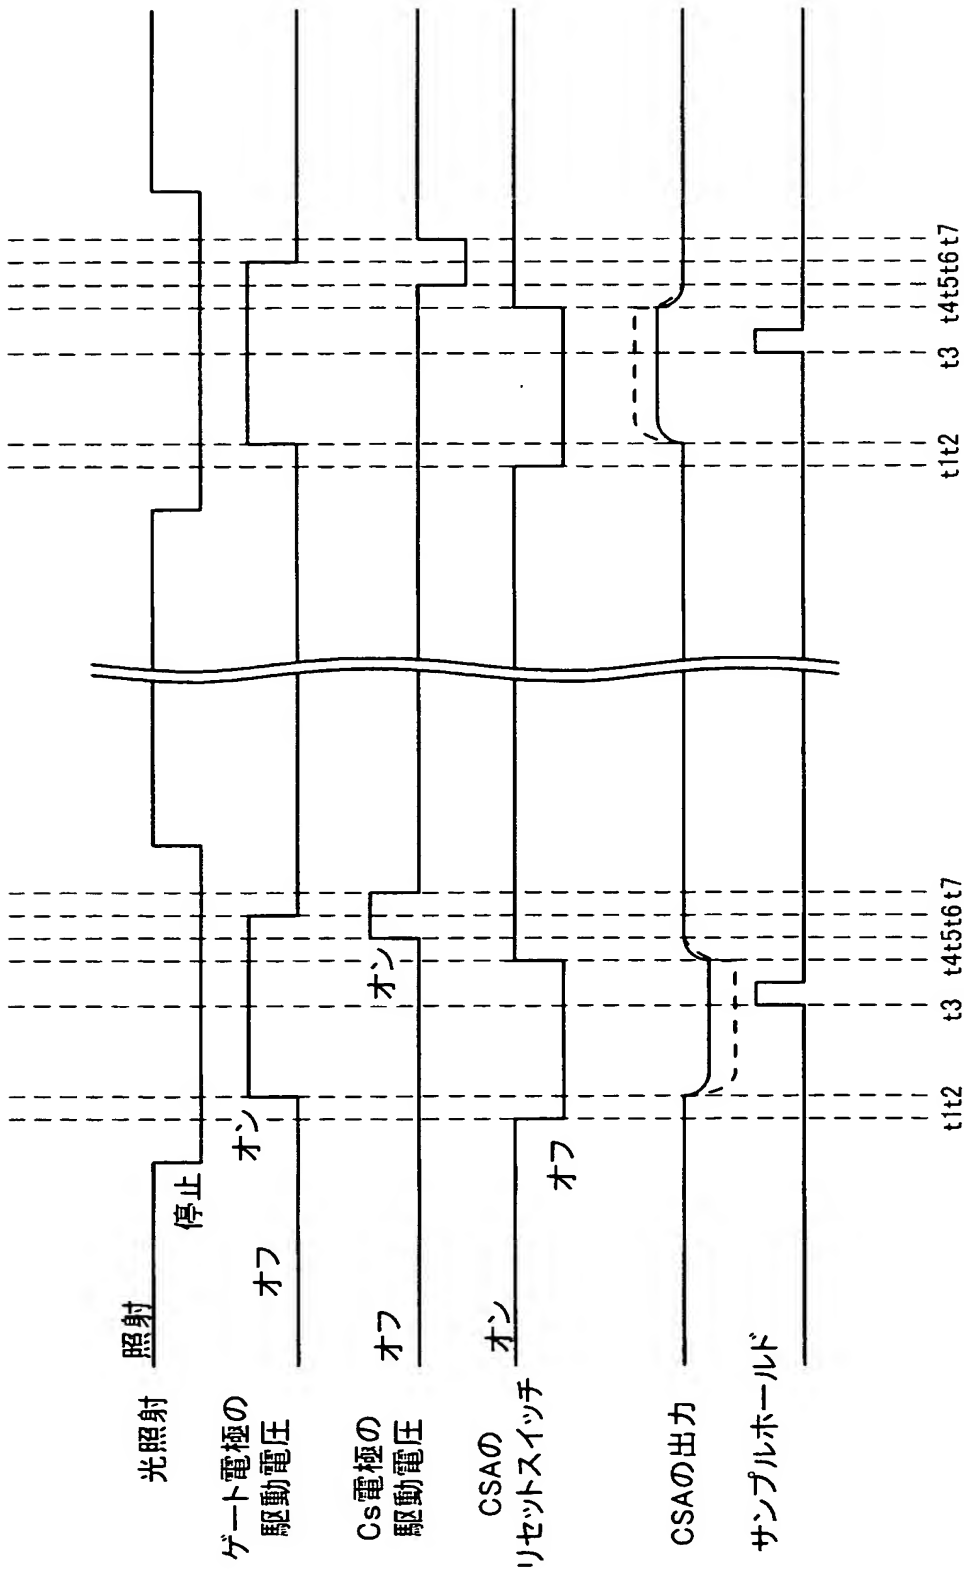 光照射
照射
停止
ゲート電極の
駆動電圧
オフ
オン
Cs電極の
駆動電圧
オフ
オン
CSAの
リセットスイッチ
オン
オフ
CSAの出力
サンプルホールド
t1t2 t3 t4t5t6t7 t1t2 t3 t4t5t6t7